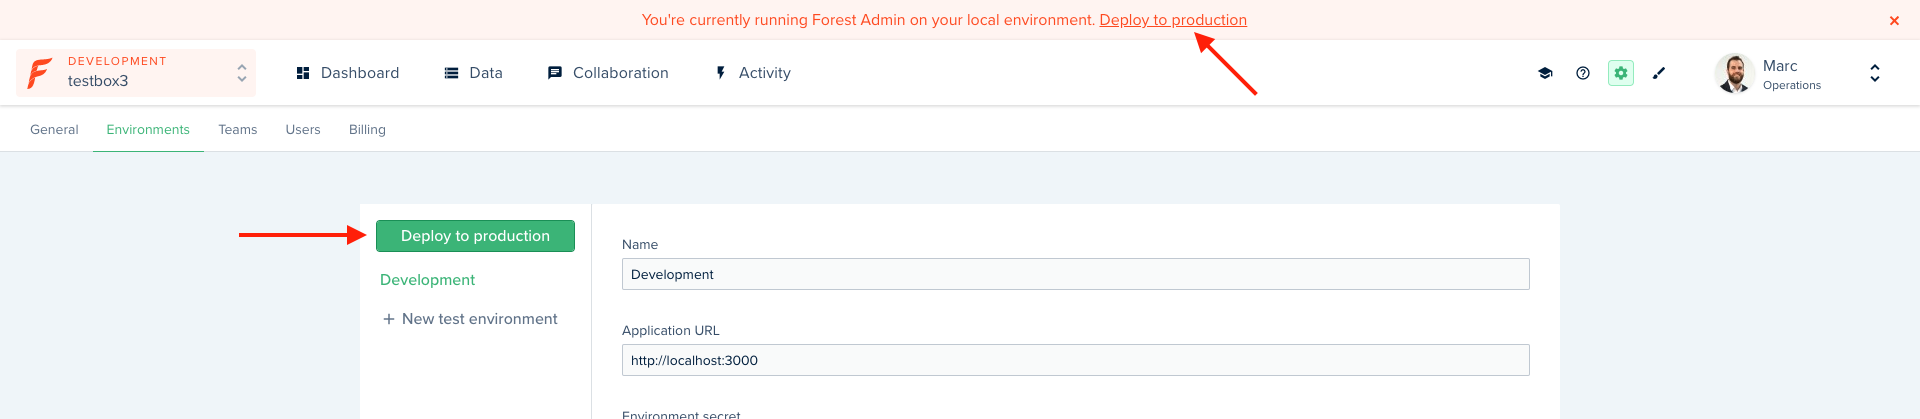 You're currently running Forest Admin on your local environment. Deploy to production
DEVELOPMENT
testbox3
Dashboard
Data
Collaboration
Activity
Marc
Operations
General
Environments
Teams
Users
Billing
Deploy to production
Development
+ New test environment
Name
Development
Application URL
http://localhost:3000
Environment secret